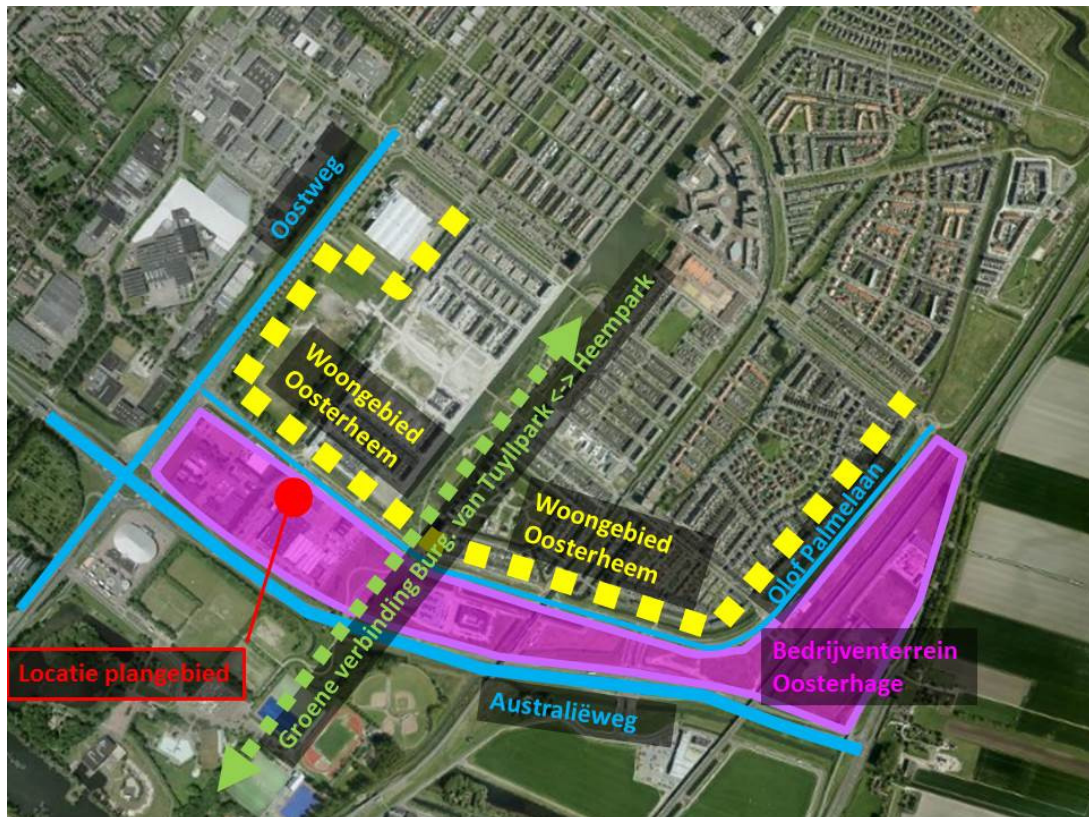 Oostweg
Woongebied
Oosterheem
Groene verbinding Burg. van Tuyllpark <-> Heempark
Woongebied
Oosterheem
Olof Palmelaan
Locatie plangebied
Bedrijventerrein
Oosterhage
Australiëweg